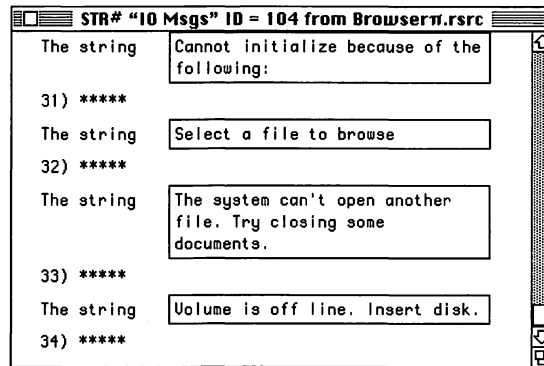 STR# "IO Msgs" ID = 104 from Browserπ.rsrc
The string Cannot initialize because of the
following:
31) *****
The string Select a file to browse
32) *****
The string The system can't open another
file. Try closing some
documents.
33) *****
The string Volume is off line. Insert disk.
34) *****